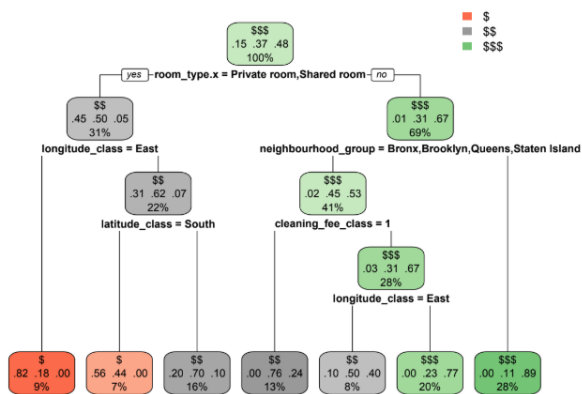 $
$$
$$$
$$$
.15 .37 .48
100%
yes room_type.x = Private room,Shared room no
$$
.45 .50 .05
31%
longitude_class = East
$$$
.01 .31 .67
69%
neighbourhood_group = Bronx,Brooklyn,Queens,Staten Island
$$
.31 .62 .07
22%
latitude_class = South
$$$
.02 .45 .53
41%
cleaning_fee_class = 1
$$$
.03 .31 .67
28%
longitude_class = East
$
.82 .18 .00
9%
$
.56 .44 .00
7%
$$
.20 .70 .10
16%
$$
.00 .76 .24
13%
$$
.10 .50 .40
8%
$$$
.00 .23 .77
20%
$$$
.00 .11 .89
28%